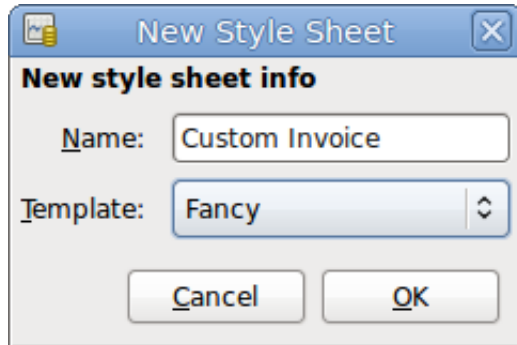 New Style Sheet
New style sheet info
Name: Custom Invoice
Template: Fancy
Cancel OK